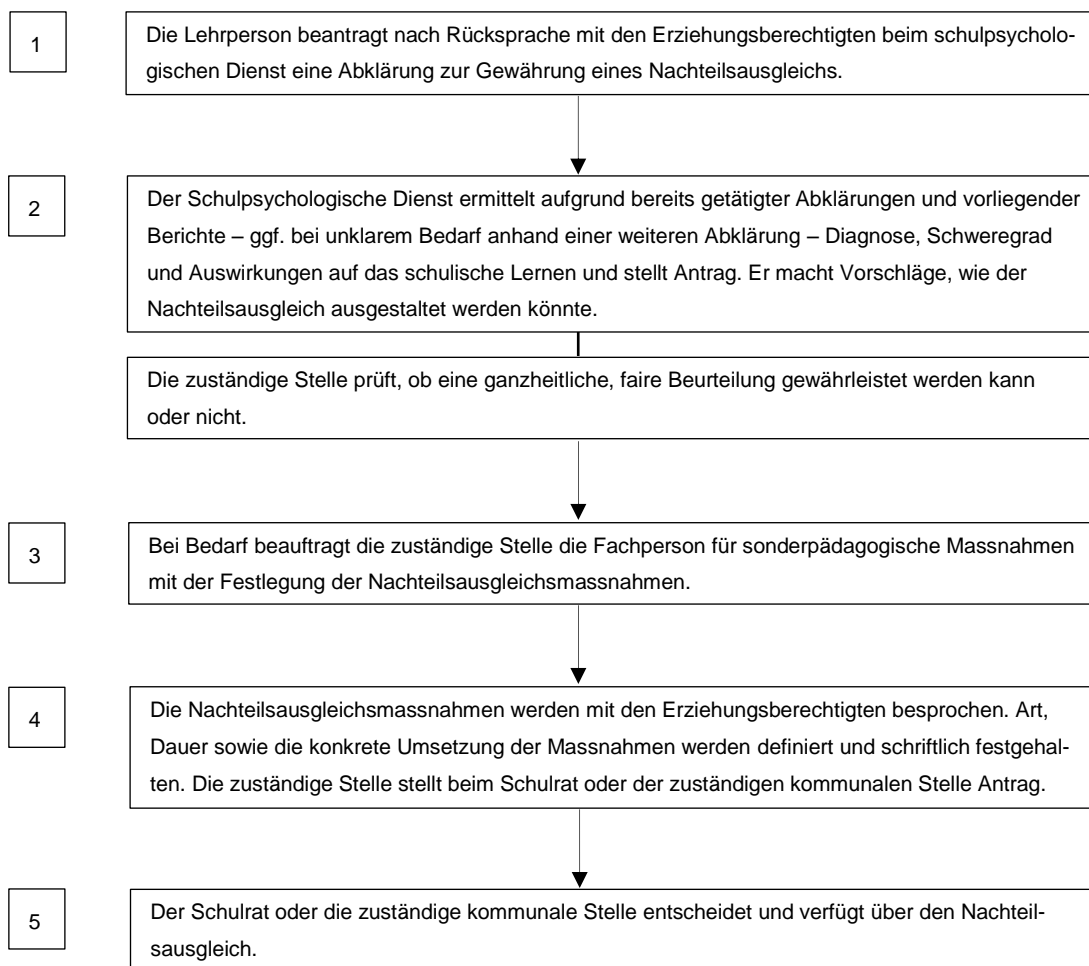 1
Die Lehrperson beantragt nach Rücksprache mit den Erziehungsberechtigten beim schulpsycholo-
gischen Dienst eine Abklärung zur Gewährung eines Nachteilsausgleichs.
2
Der Schulpsychologische Dienst ermittelt aufgrund bereits getätigter Abklärungen und vorliegender
Berichte – ggf. bei unklarem Bedarf anhand einer weiteren Abklärung – Diagnose, Schweregrad
und Auswirkungen auf das schulische Lernen und stellt Antrag. Er macht Vorschläge, wie der
Nachteilsausgleich ausgestaltet werden könnte.
Die zuständige Stelle prüft, ob eine ganzheitliche, faire Beurteilung gewährleistet werden kann
oder nicht.
3
Bei Bedarf beauftragt die zuständige Stelle die Fachperson für sonderpädagogische Massnahmen
mit der Festlegung der Nachteilsausgleichsmassnahmen.
4
Die Nachteilsausgleichsmassnahmen werden mit den Erziehungsberechtigten besprochen. Art,
Dauer sowie die konkrete Umsetzung der Massnahmen werden definiert und schriftlich festgehal-
ten. Die zuständige Stelle stellt beim Schulrat oder der zuständigen kommunalen Stelle Antrag.
5
Der Schulrat oder die zuständige kommunale Stelle entscheidet und verfügt über den Nachteil-
sausgleich.